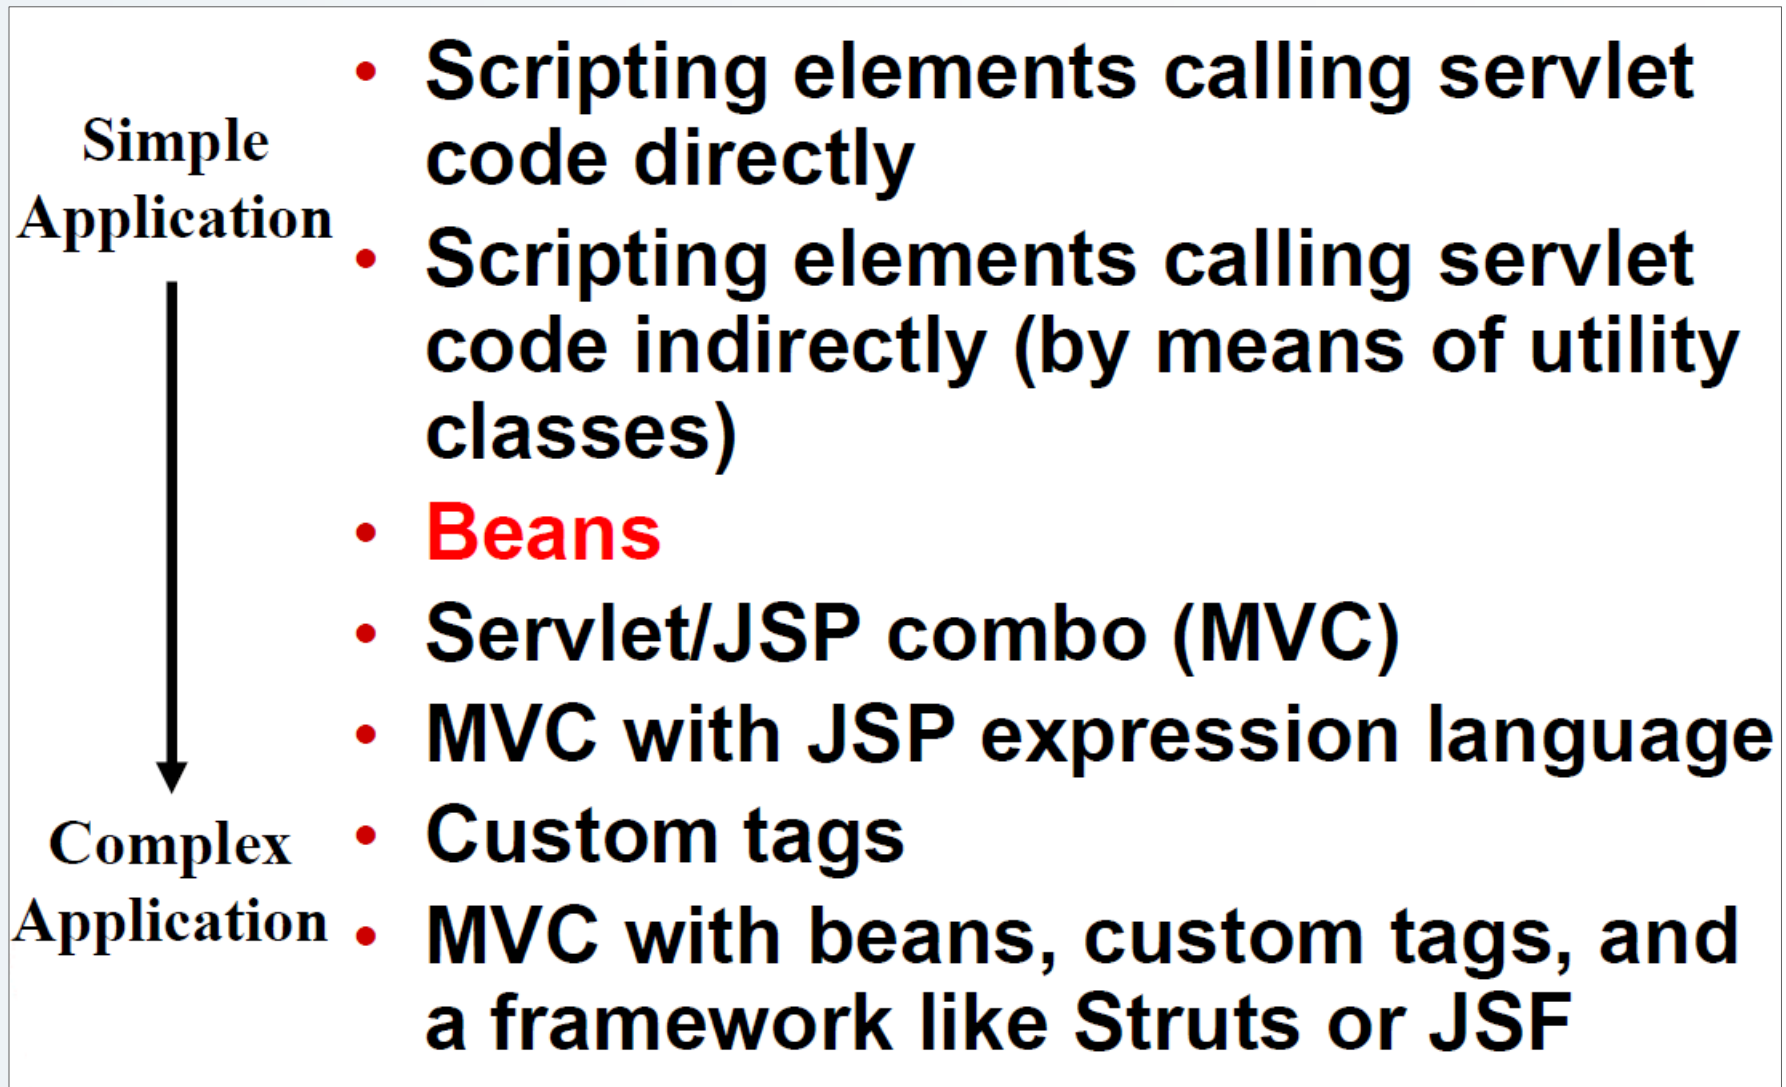 Simple
Application
Complex
Application
• Scripting elements calling servlet
code directly
• Scripting elements calling servlet
code indirectly (by means of utility
classes)
• Beans
• Servlet/JSP combo (MVC)
• MVC with JSP expression language
• Custom tags
• MVC with beans, custom tags, and
a framework like Struts or JSF